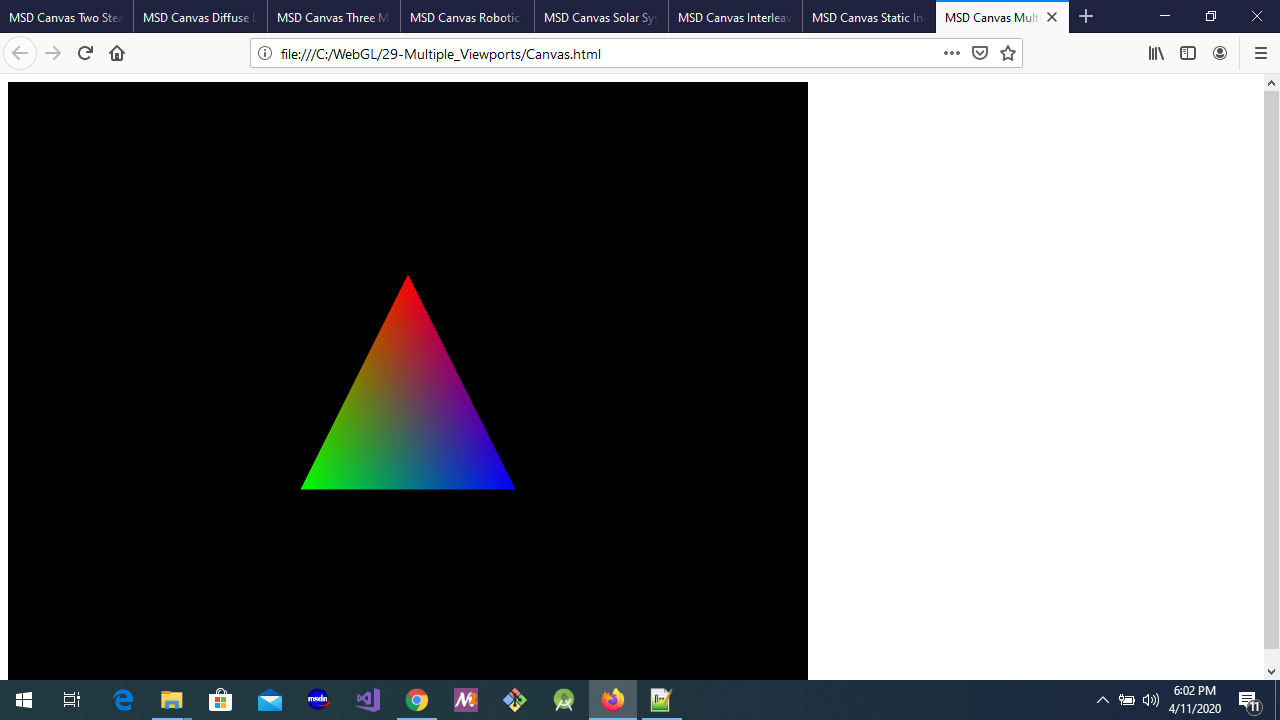 MSD Canvas Two Stea
MSD Canvas Diffuse L
MSD Canvas Three M
MSD Canvas Robotic
MSD Canvas Solar Sys
MSD Canvas Interleav
MSD Canvas Static In
MSD Canvas Mult
file:///C:/WebGL/29-Multiple_Viewports/Canvas.html
msdn
6:02 PM
4/11/2020
11